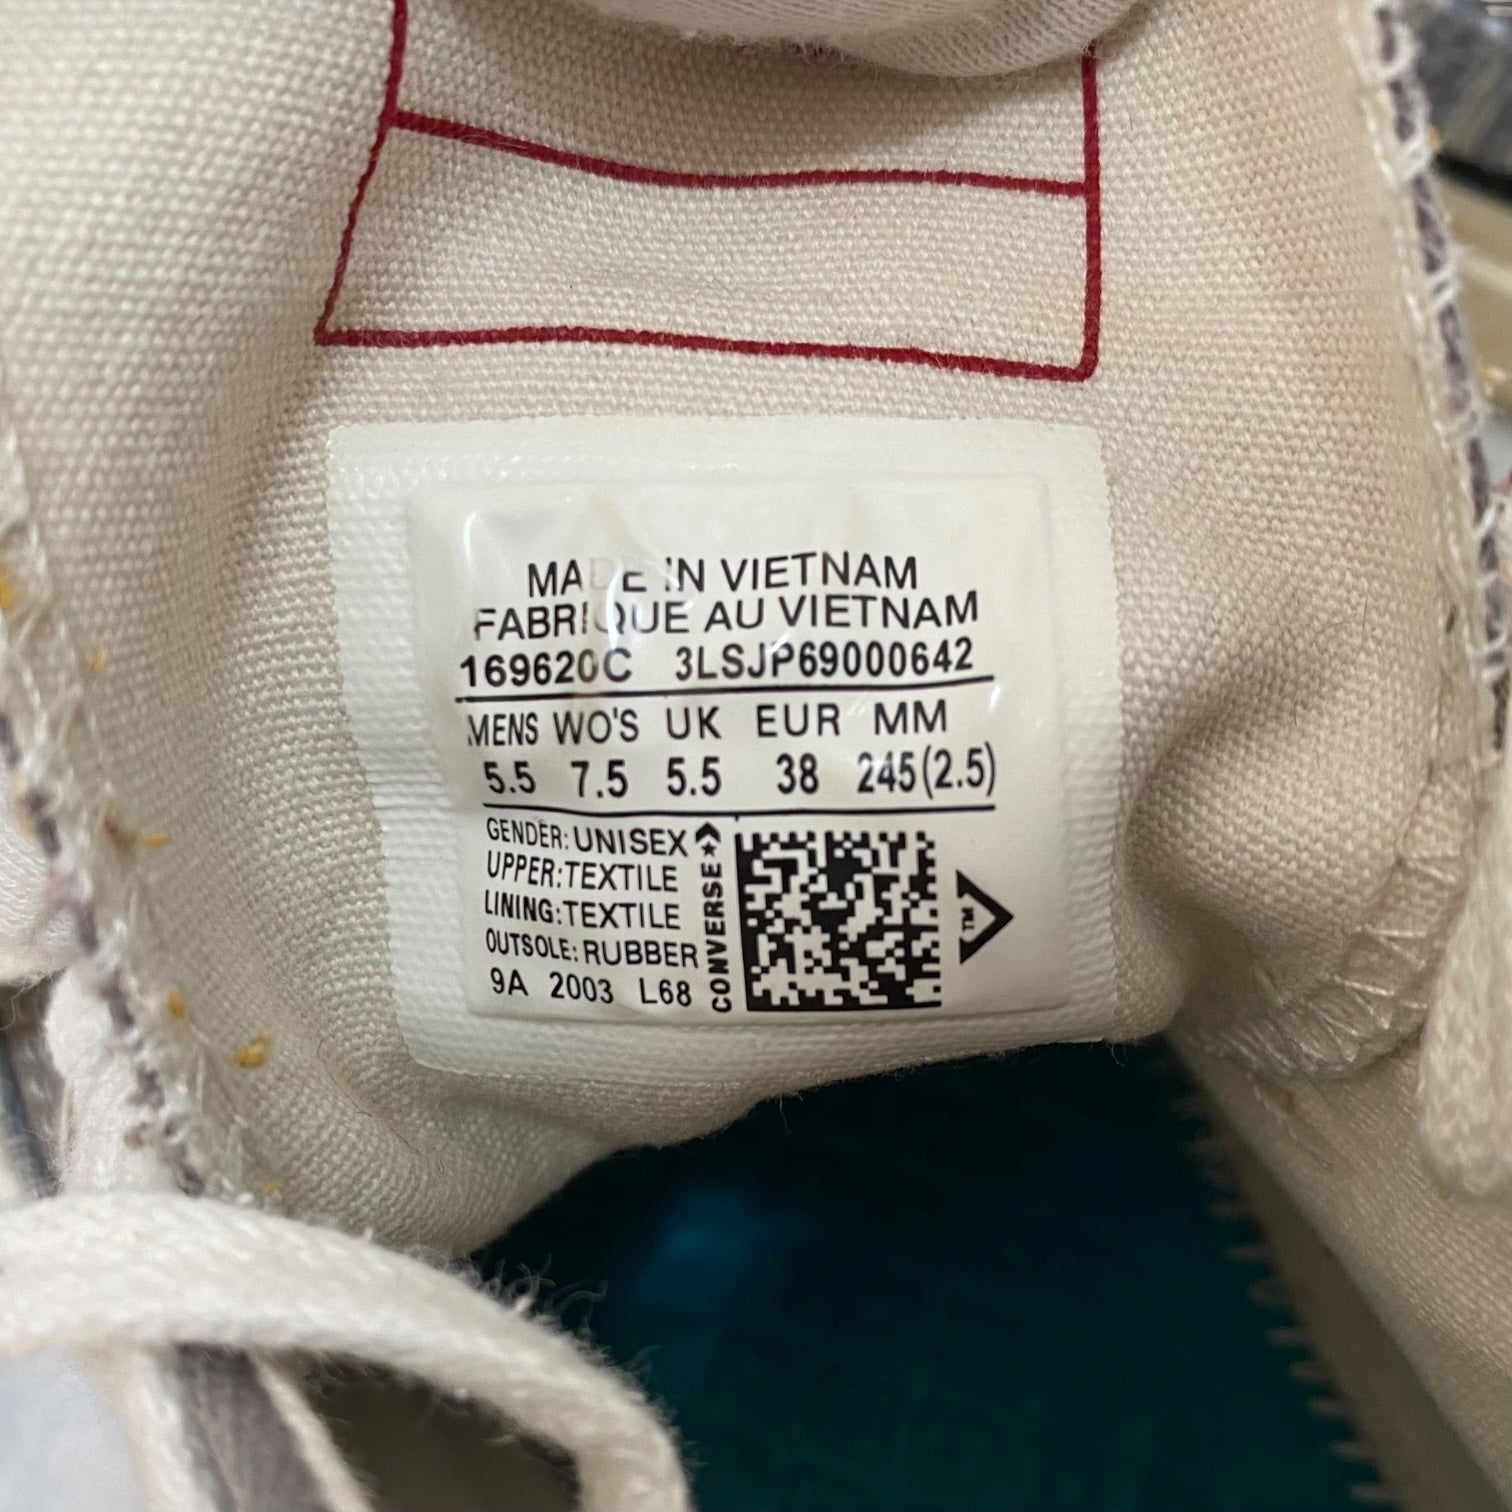 MADE IN VIETNAM
FABRIQUE AU VIETNAM
169620C 3LSJP69000642
MENS WO'S UK EUR MM
5.5 7.5 5.5 38 245(2.5)
GENDER: UNISEX
UPPER:TEXTILE
LINING:TEXTILE
OUTSOLE: RUBBER
9A 2003 L68
CONVERSE
TM